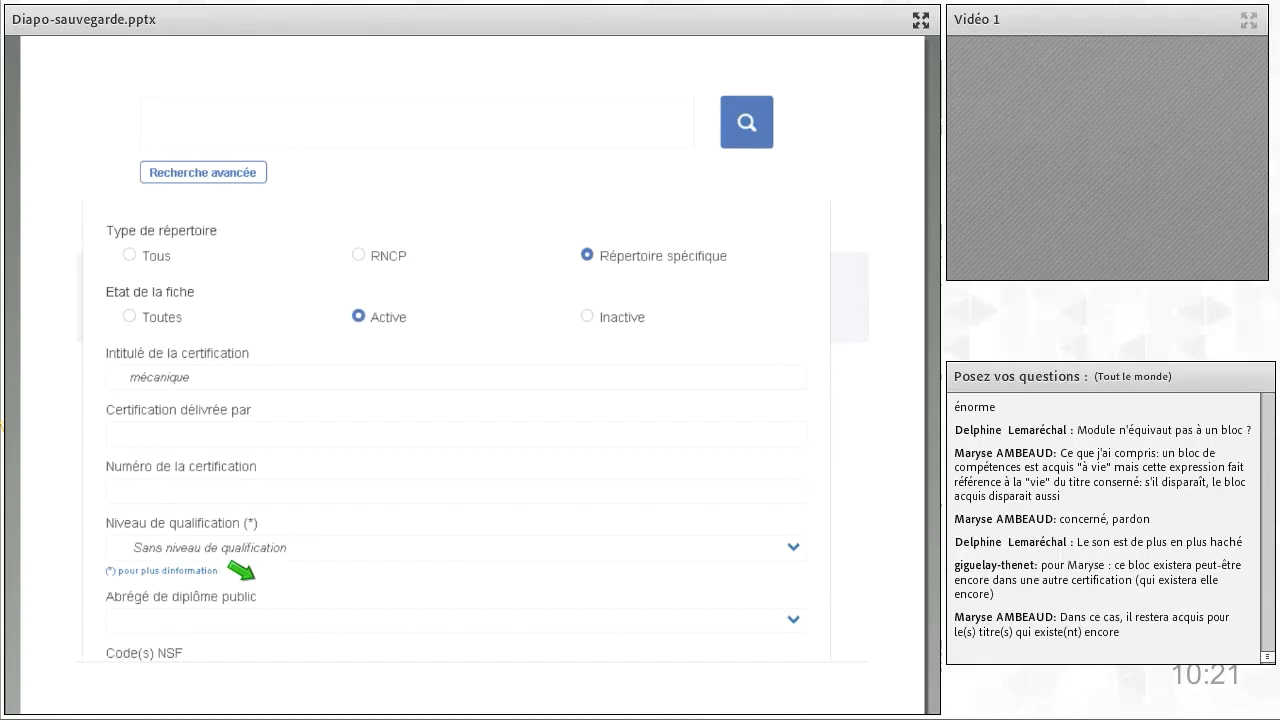 Diapo-sauvegarde.pptx
Recherche avancée
Type de répertoire
Tous
RNCP
Répertoire spécifique
Etat de la fiche
Toutes
Active
Inactive
Intitulé de la certification
mécanique
Certification délivrée par
Numéro de la certification
Niveau de qualification (*)
Sans niveau de qualification
(*) pour plus dinformation
Abrégé de diplôme public
Code(s) NSF
Vidéo 1
Posez vos questions : (Tout le monde)
énorme
Delphine Lemaréchal : Module n'équivaut pas à un bloc ?
Maryse AMBEAUD: Ce que j'ai compris: un bloc de
compétences est acquis "à vie" mais cette expression fait
référence à la "vie" du titre conserné: s'il disparaît, le bloc
acquis disparait aussi
Maryse AMBEAUD: concerné, pardon
Delphine Lemaréchal : Le son est de plus en plus haché
giguelay-thenet: pour Maryse : ce bloc existera peut-être
encore dans une autre certification (qui existera elle
encore)
Maryse AMBEAUD: Dans ce cas, il restera acquis pour
le(s) titre(s) qui existe(nt) encore
10:21